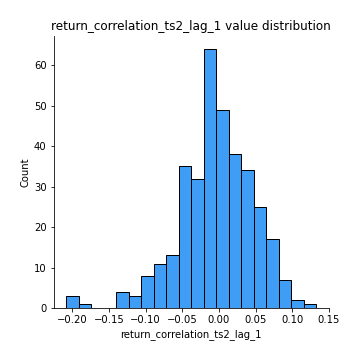 return_correlation_ts2_lag_1 value distribution
60
50
40
30
20
10
0
Count
−0.20 −0.15 −0.10 −0.05 0.00 0.05 0.10 0.15
return_correlation_ts2_lag_1